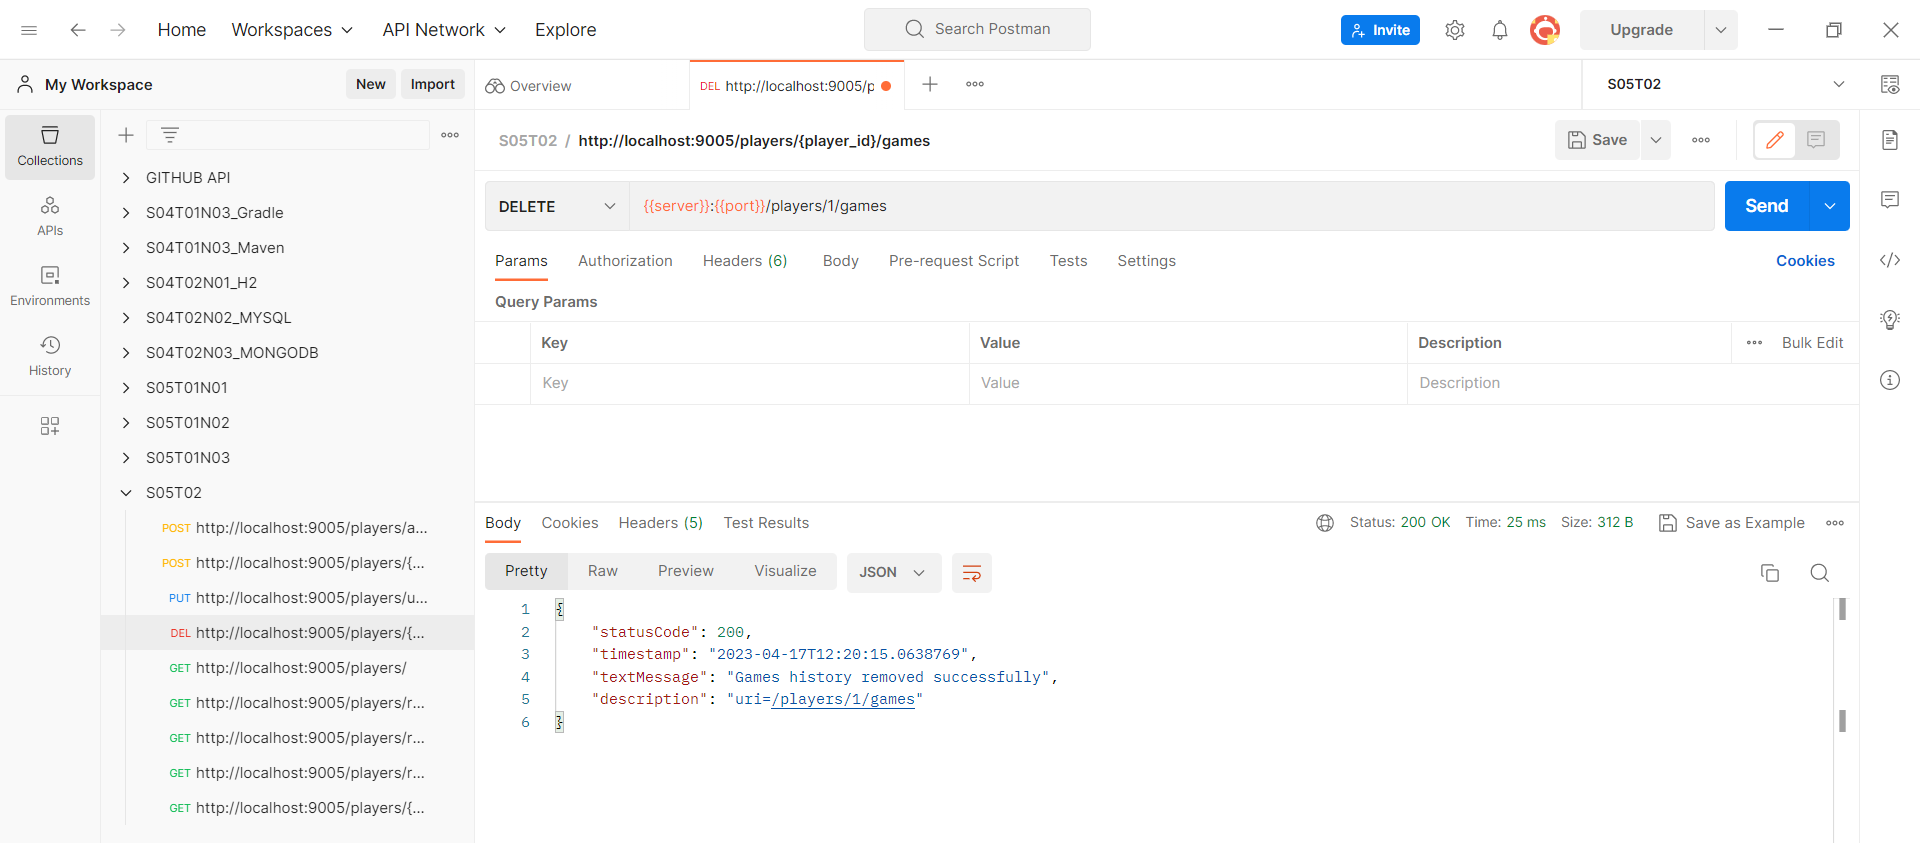 Home Workspaces API Network Explore Search Postman Invite Upgrade
My Workspace New Import Overview DEL http://localhost:9005/p S05T02
Collections
APIs
Environments
History
GITHUB API
S04T01N03_Gradle
S04T01N03_Maven
S04T02N01_H2
S04T02N02_MYSQL
S04T02N03_MONGODB
S05T01N01
S05T01N02
S05T01N03
S05T02
POST http://localhost:9005/players/a...
POST http://localhost:9005/players/{...
PUT http://localhost:9005/players/u...
DEL http://localhost:9005/players/{...
GET http://localhost:9005/players/
GET http://localhost:9005/players/r...
GET http://localhost:9005/players/r...
GET http://localhost:9005/players/r...
GET http://localhost:9005/players/{...
S05T02 / http://localhost:9005/players/{player_id}/games Save
DELETE {{server}}:{{port}}/players/1/games Send
Params Authorization Headers (6) Body Pre-request Script Tests Settings Cookies
Query Params
Key Value Description Bulk Edit
Key Value Description
Body Cookies Headers (5) Test Results Status: 200 OK Time: 25 ms Size: 312 B Save as Example
Pretty Raw Preview Visualize JSON
1 {
2 "statusCode": 200,
3 "timestamp": "2023-04-17T12:20:15.0638769",
4 "textMessage": "Games history removed successfully",
5 "description": "uri=/players/1/games"
6 }